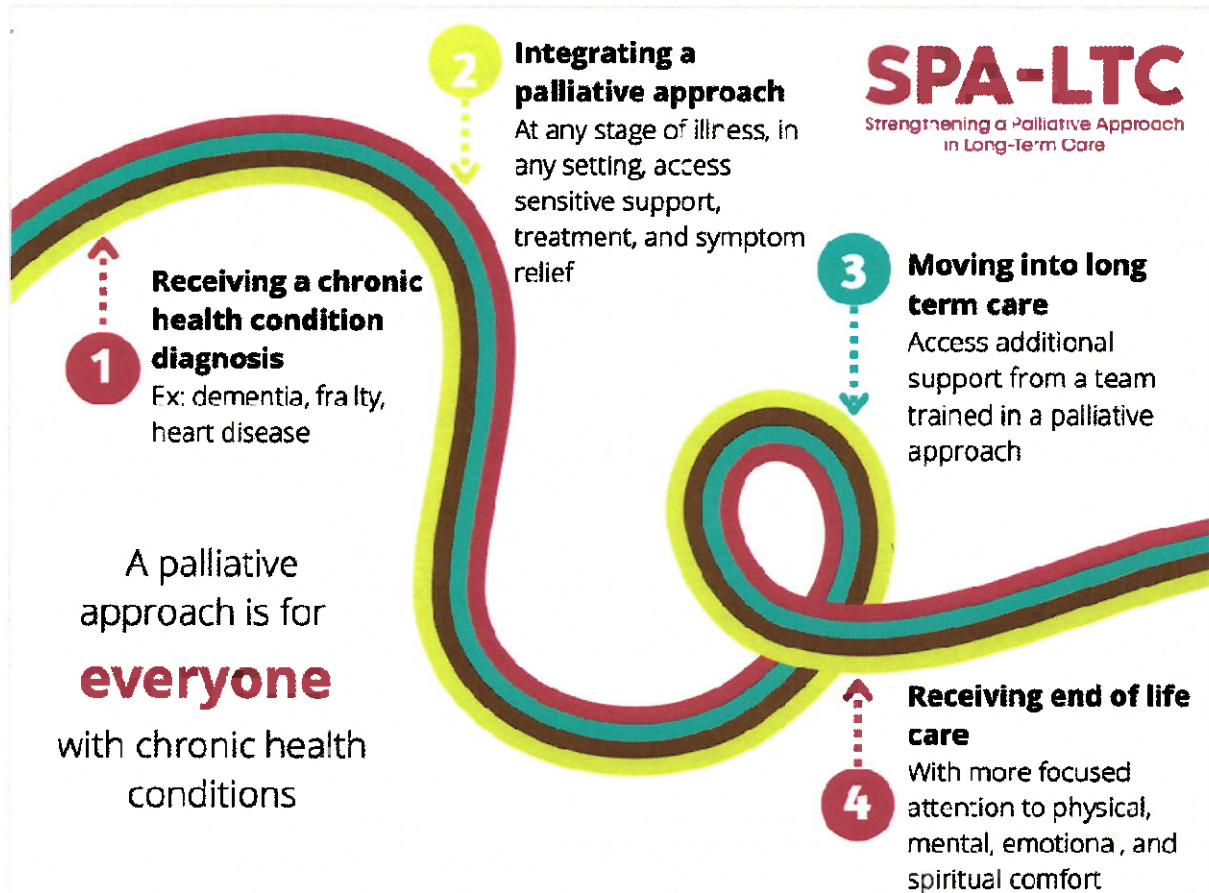 SPA-LTC
Strengthening a Palliative Approach
in Long-Term Care
1
Receiving a chronic
health condition
diagnosis
Ex: dementia, frailty,
heart disease
2
Integrating a
palliative approach
At any stage of illness, in
any setting, access
sensitive support,
treatment, and symptom
relief
3
Moving into long
term care
Access additional
support from a team
trained in a palliative
approach
4
Receiving end of life
care
With more focused
attention to physical,
mental, emotional, and
spiritual comfort
A palliative
approach is for
everyone
with chronic health
conditions